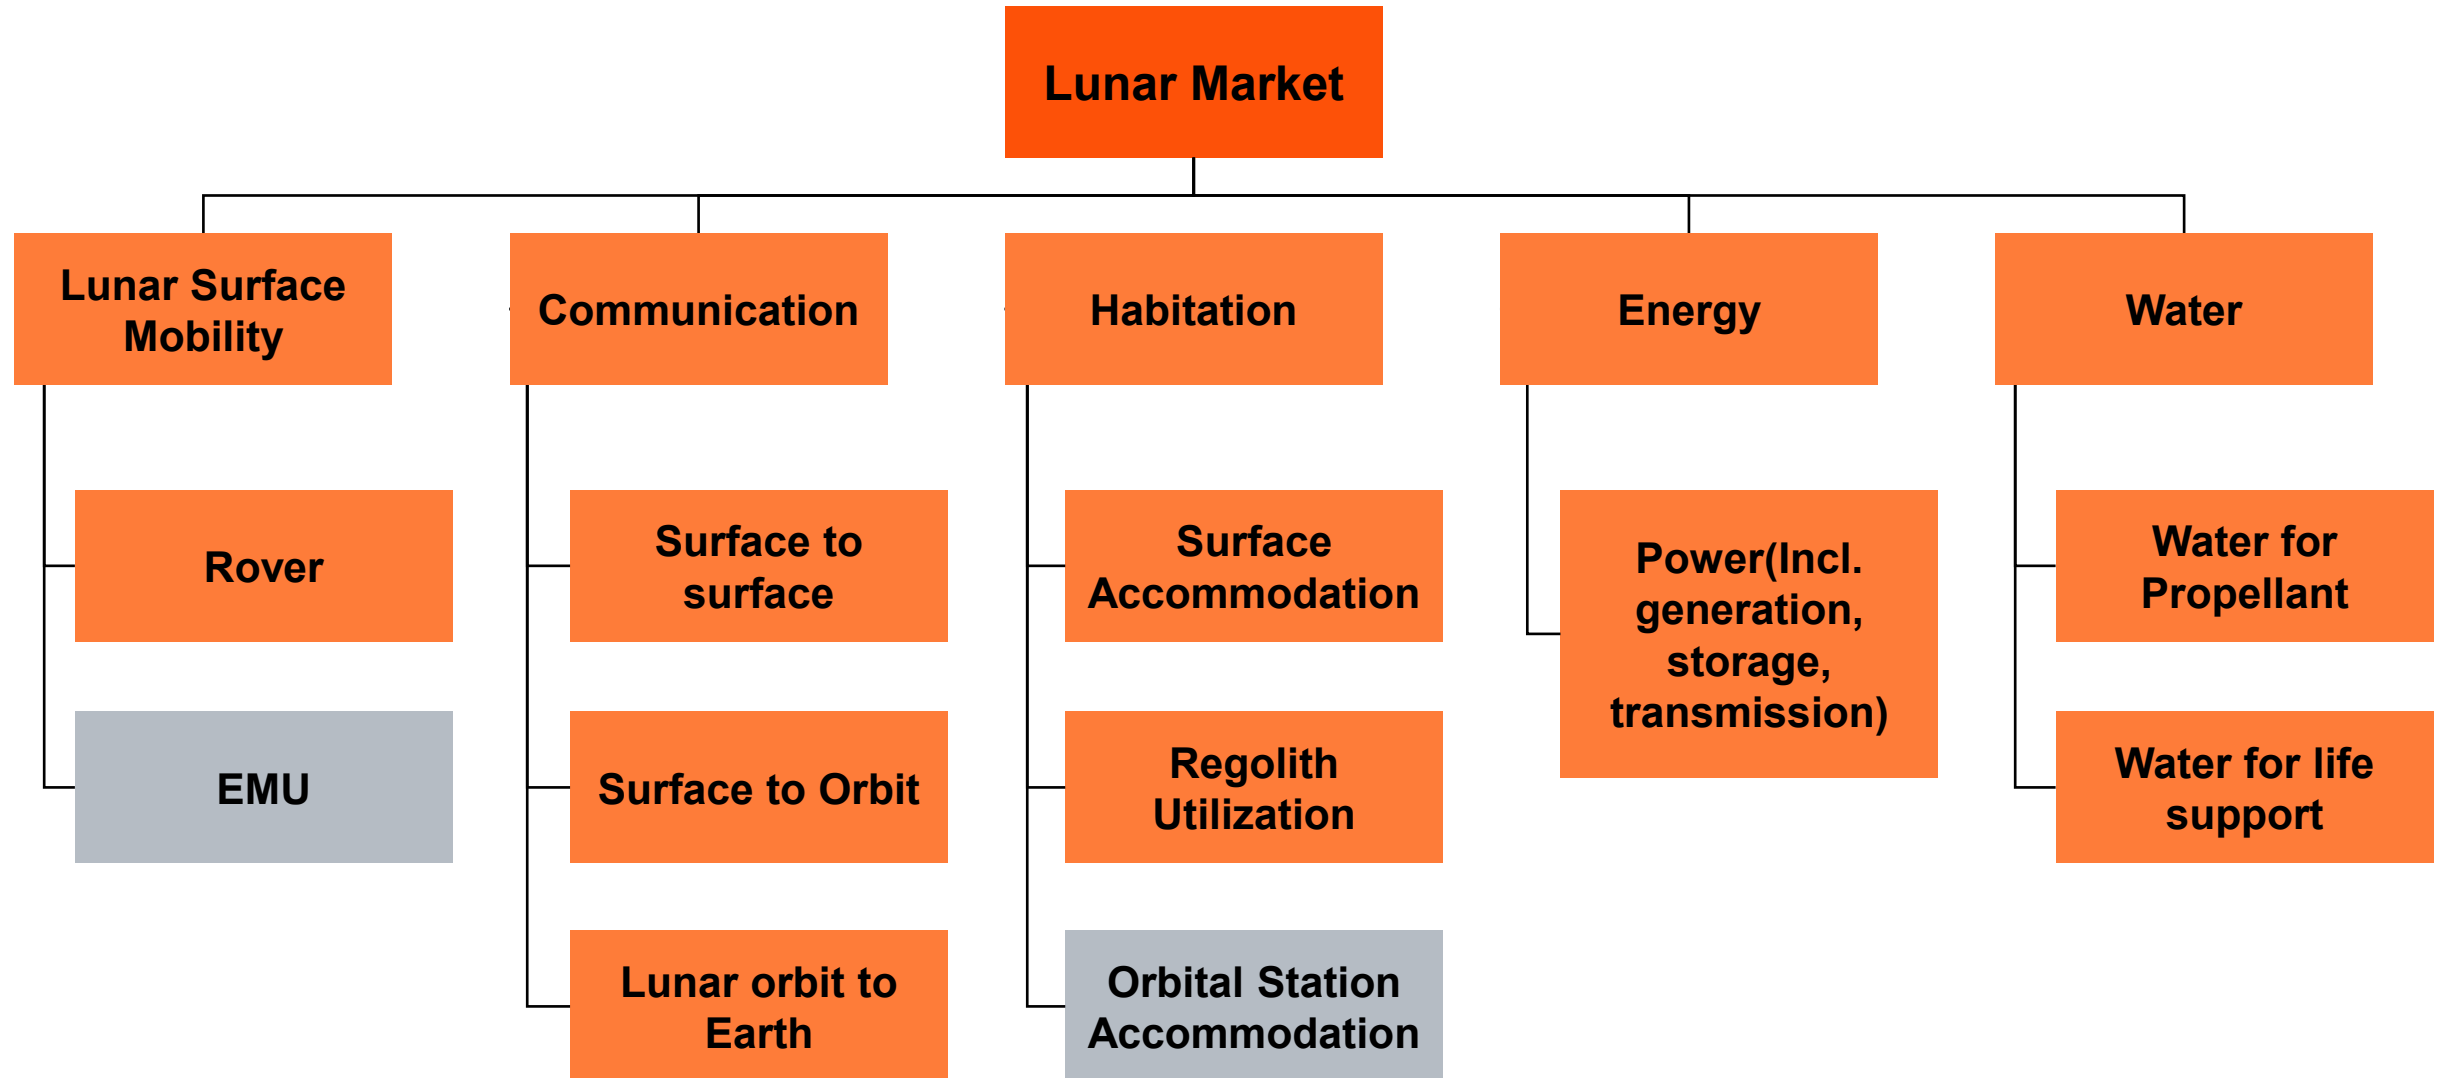 Lunar Market
Lunar Surface
Mobility
Communication
Habitation
Energy
Water
Rover
EMU
Surface to
surface
Surface to Orbit
Lunar orbit to
Earth
Surface
Accommodation
Regolith
Utilization
Orbital Station
Accommodation
Power(Incl.
generation,
storage,
transmission)
Water for
Propellant
Water for life
support